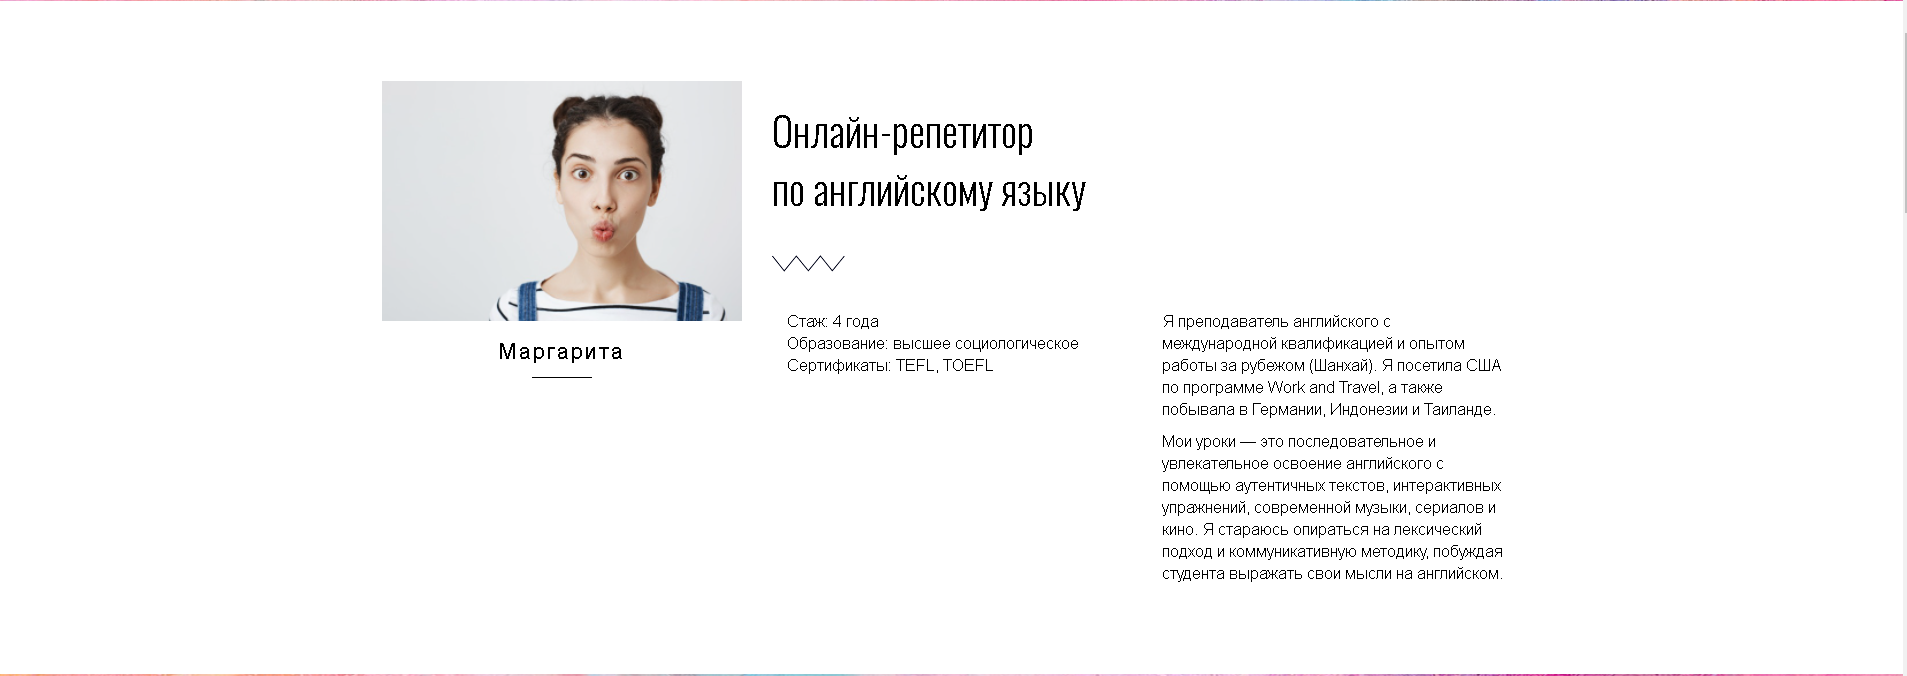 Онлайн-репетитор
по английскому языку
Маргарита
Стаж: 4 года
Образование: высшее социологическое
Сертификаты: TEFL, TOEFL
Я преподаватель английского с
международной квалификацией и опытом
работы за рубежом (Шанхай). Я посетила США
по программе Work and Travel, а также
побывала в Германии, Индонезии и Таиланде.
Мои уроки — это последовательное и
увлекательное освоение английского с
помощью аутентичных текстов, интерактивных
упражнений, современной музыки, сериалов и
кино. Я стараюсь опираться на лексический
подход и коммуникативную методику, побуждая
студента выражать свои мысли на английском.